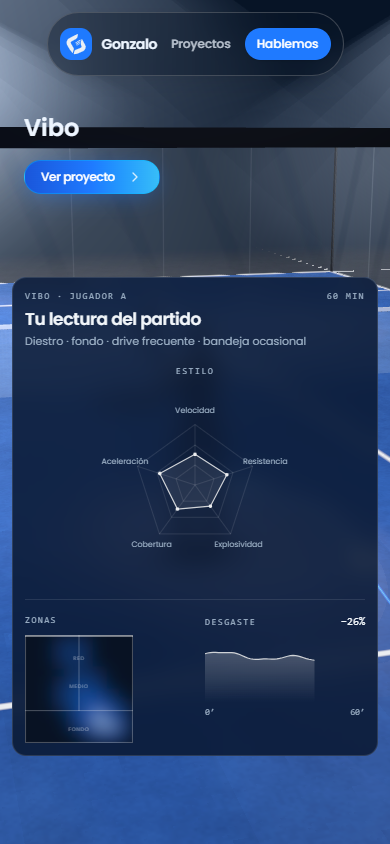 Gonzalo Proyectos Hablemos
Vibo
Ver proyecto
VIBO · JUGADOR A 60 MIN
Tu lectura del partido
Diestro · fondo · drive frecuente · bandeja ocasional
ESTILO
Velocidad
Aceleración Resistencia
Cobertura Explosividad
ZONAS DESGASTE −26%
RED
MEDIO
FONDO
0’ 60’